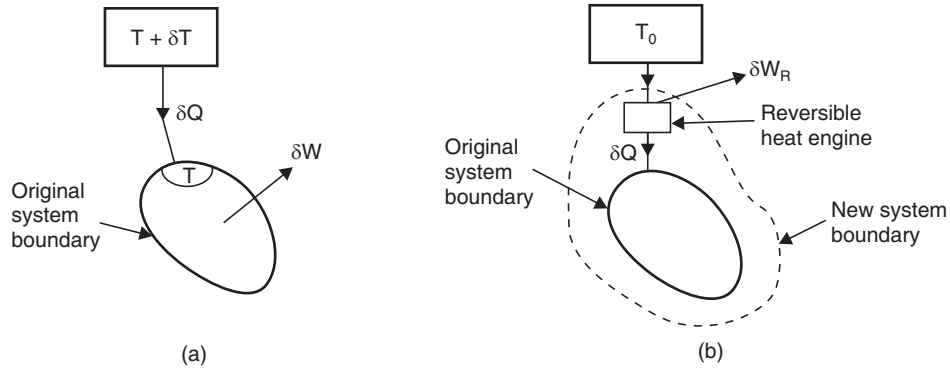 T + δT
δQ
δW
T
Original
system
boundary
(a)
T₀
δW_R
Reversible
heat engine
δQ
Original
system
boundary
New system
boundary
(b)